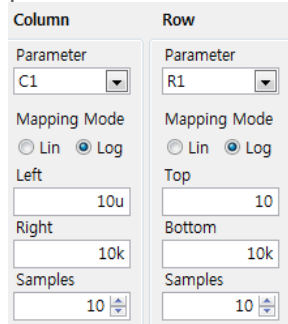 Column Row
Parameter Parameter
C1 R1
Mapping Mode Mapping Mode
Lin Log Lin Log
Left Top
10u 10
Right Bottom
10k 10k
Samples Samples
10 10